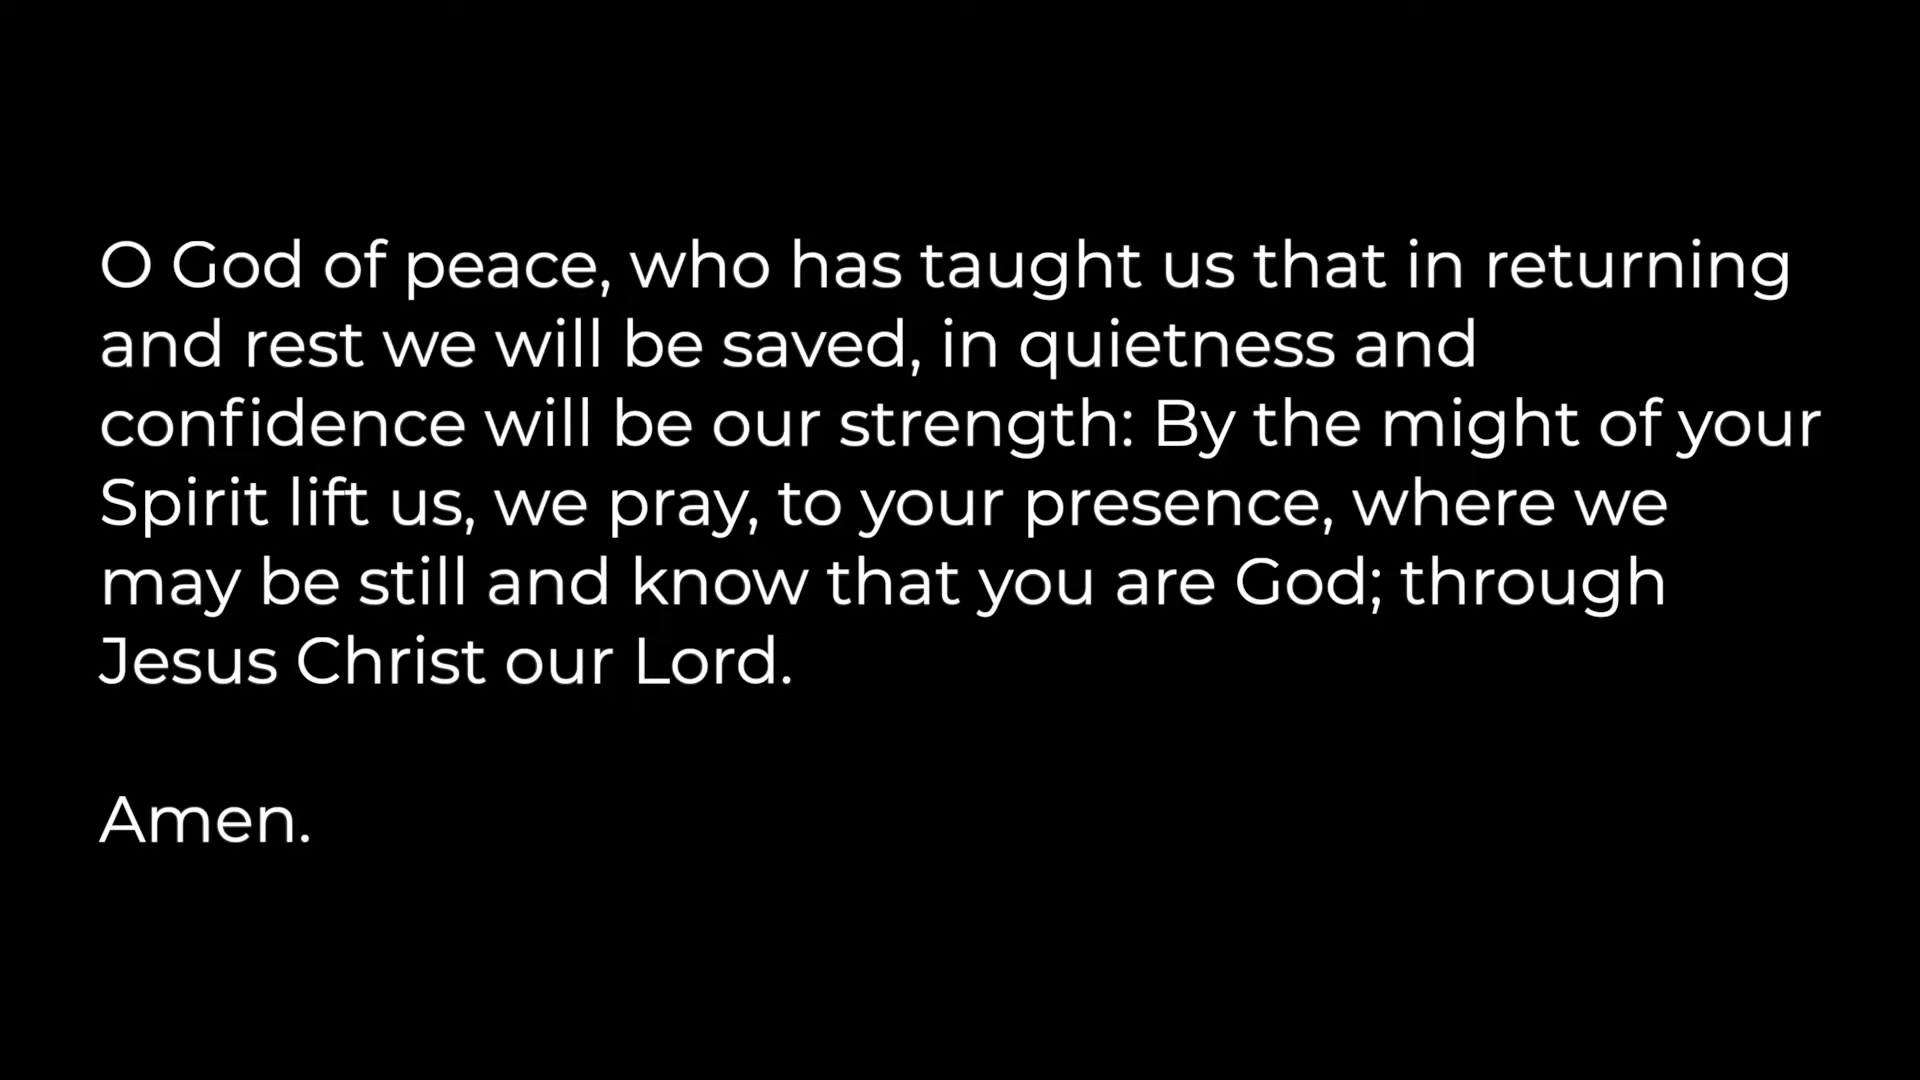 O God of peace, who has taught us that in returning
and rest we will be saved, in quietness and
confidence will be our strength: By the might of your
Spirit lift us, we pray, to your presence, where we
may be still and know that you are God; through
Jesus Christ our Lord.
Amen.